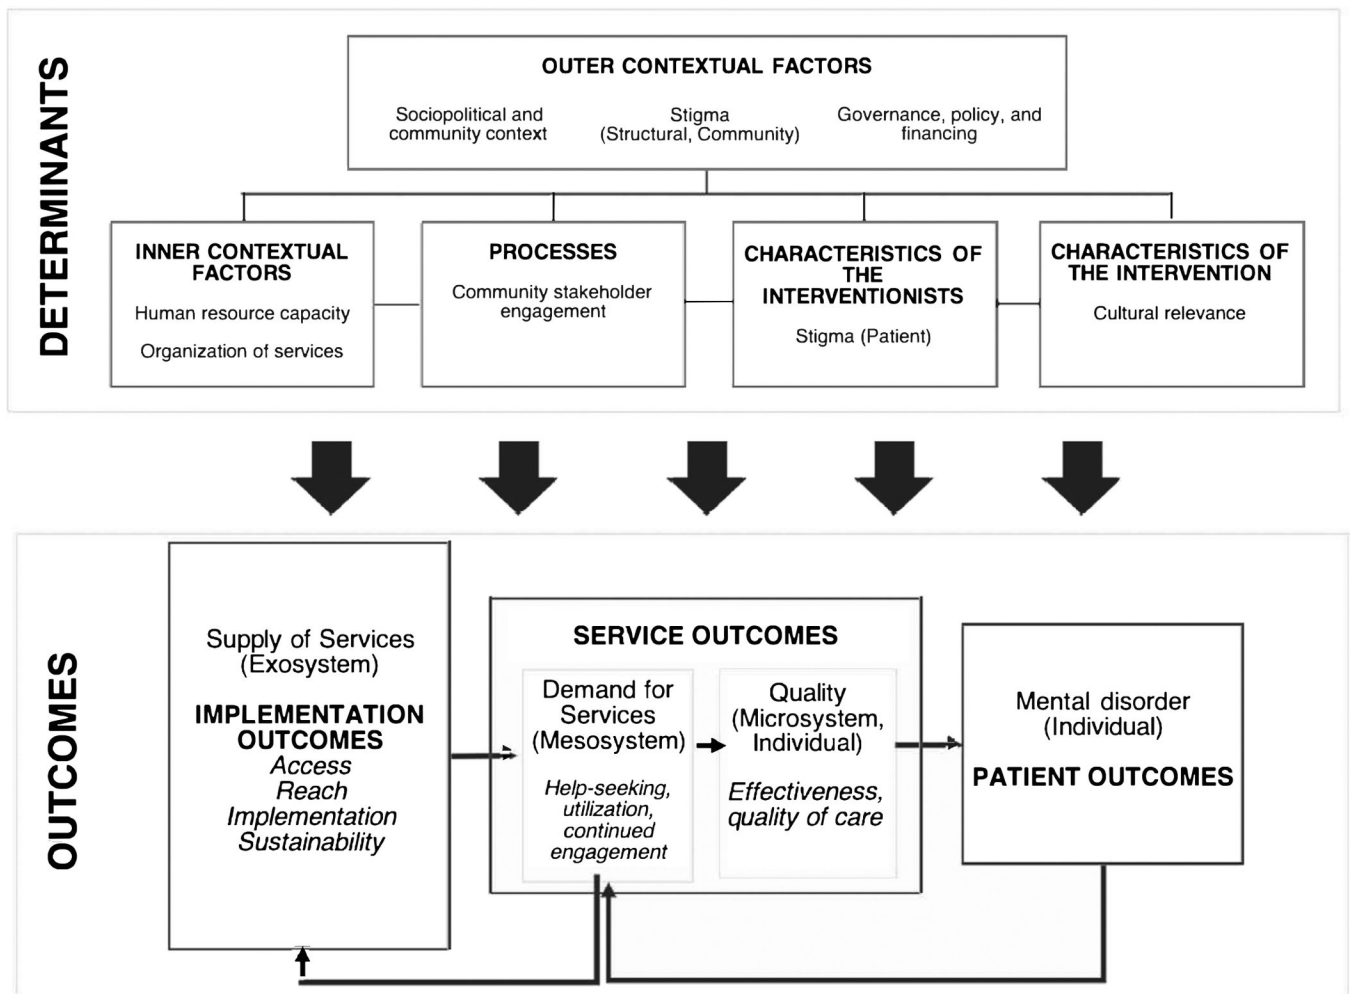 DETERMINANTS
OUTER CONTEXTUAL FACTORS
Sociopolitical and
community context
Stigma
(Structural, Community)
Governance, policy, and
financing
INNER CONTEXTUAL
FACTORS
Human resource capacity
Organization of services
PROCESSES
Community stakeholder
engagement
CHARACTERISTICS OF
THE
INTERVENTIONISTS
Stigma (Patient)
CHARACTERISTICS OF
THE INTERVENTION
Cultural relevance
OUTCOMES
Supply of Services
(Exosystem)
IMPLEMENTATION
OUTCOMES
Access
Reach
Implementation
Sustainability
SERVICE OUTCOMES
Demand for
Services
(Mesosystem)
Help-seeking,
utilization,
continued
engagement
Quality
(Microsystem,
Individual)
Effectiveness,
quality of care
Mental disorder
(Individual)
PATIENT OUTCOMES